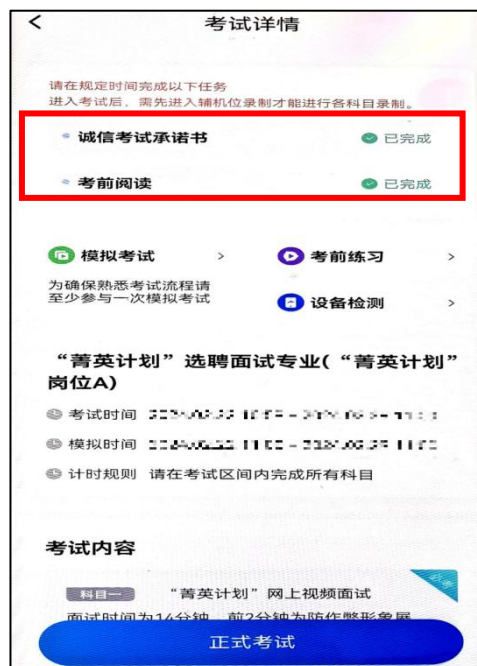 考试详情
请在规定时间完成以下任务
进入考试后，需先进入辅机位录制才能进行各科目录制。
诚信考试承诺书 已完成
考前阅读 已完成
模拟考试 > 考前练习 >
为确保熟悉考试流程请
至少参与一次模拟考试
设备检测 >
“菁英计划”选聘面试专业(“菁英计划”
岗位A)
考试时间
模拟时间
计时规则 请在考试区间内完成所有科目
考试内容
必考
科目一 “菁英计划”网上视频面试
面试时间为14分钟，前2分钟为防作弊形象展
正式考试